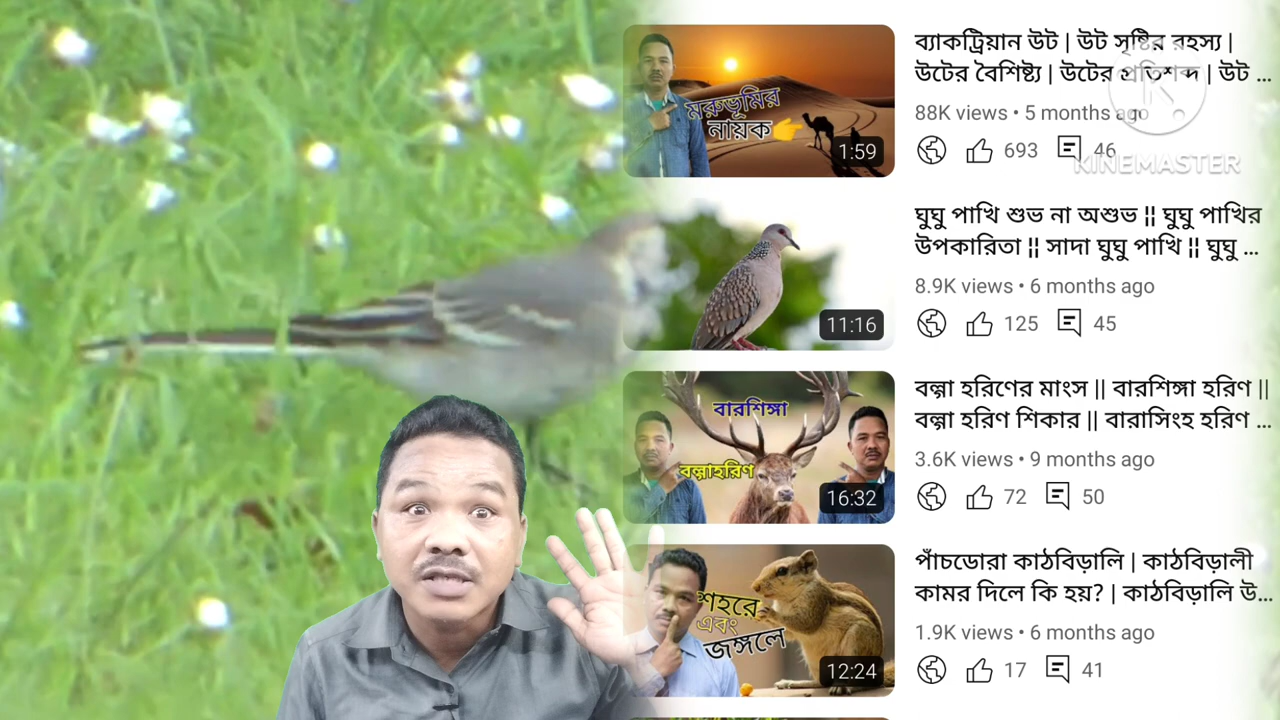 মরুভূমির
নায়ক
1:59
ব্যাকট্রিয়ান উট | উট সৃষ্টির রহস্য |
উটের বৈশিষ্ট্য | উটের প্রতিশব্দ | উট ...
88K views • 5 months ago
693 46
KINEMASTER
11:16
ঘুঘু পাখি শুভ না অশুভ ¦¦ ঘুঘু পাখির
উপকারিতা ¦¦ সাদা ঘুঘু পাখি ¦¦ ঘুঘু ...
8.9K views • 6 months ago
125 45
বারশিঙ্গা
বল্গাহরিণ
16:32
বল্গা হরিণের মাংস || বারশিঙ্গা হরিণ ||
বল্গা হরিণ শিকার || বারাসিংহ হরিণ ...
3.6K views • 9 months ago
72 50
শহরে
এবং
জঙ্গলে
12:24
পাঁচডোরা কাঠবিড়ালি | কাঠবিড়ালী
কামর দিলে কি হয়? | কাঠবিড়ালি উ...
1.9K views • 6 months ago
17 41